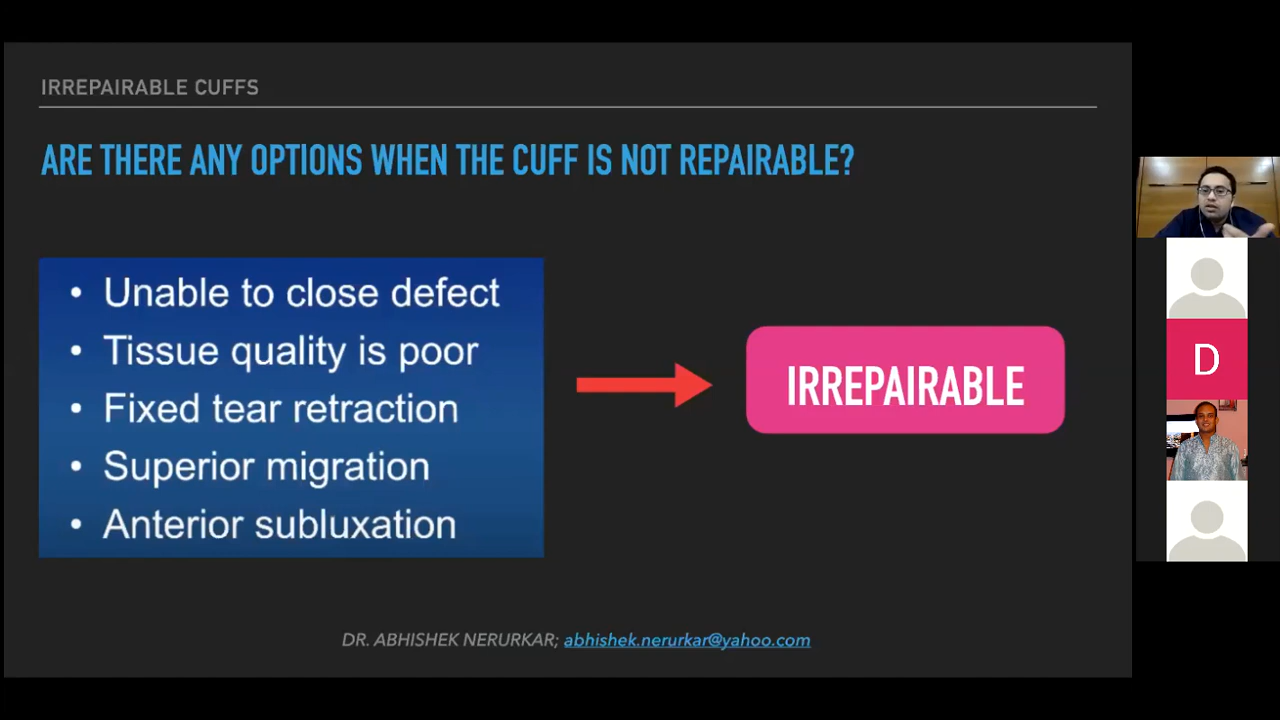 IRREPAIRABLE CUFFS
ARE THERE ANY OPTIONS WHEN THE CUFF IS NOT REPAIRABLE?
• Unable to close defect
• Tissue quality is poor
• Fixed tear retraction
• Superior migration
• Anterior subluxation
IRREPAIRABLE
DR. ABHISHEK NERURKAR; abhishek.nerurkar@yahoo.com
D